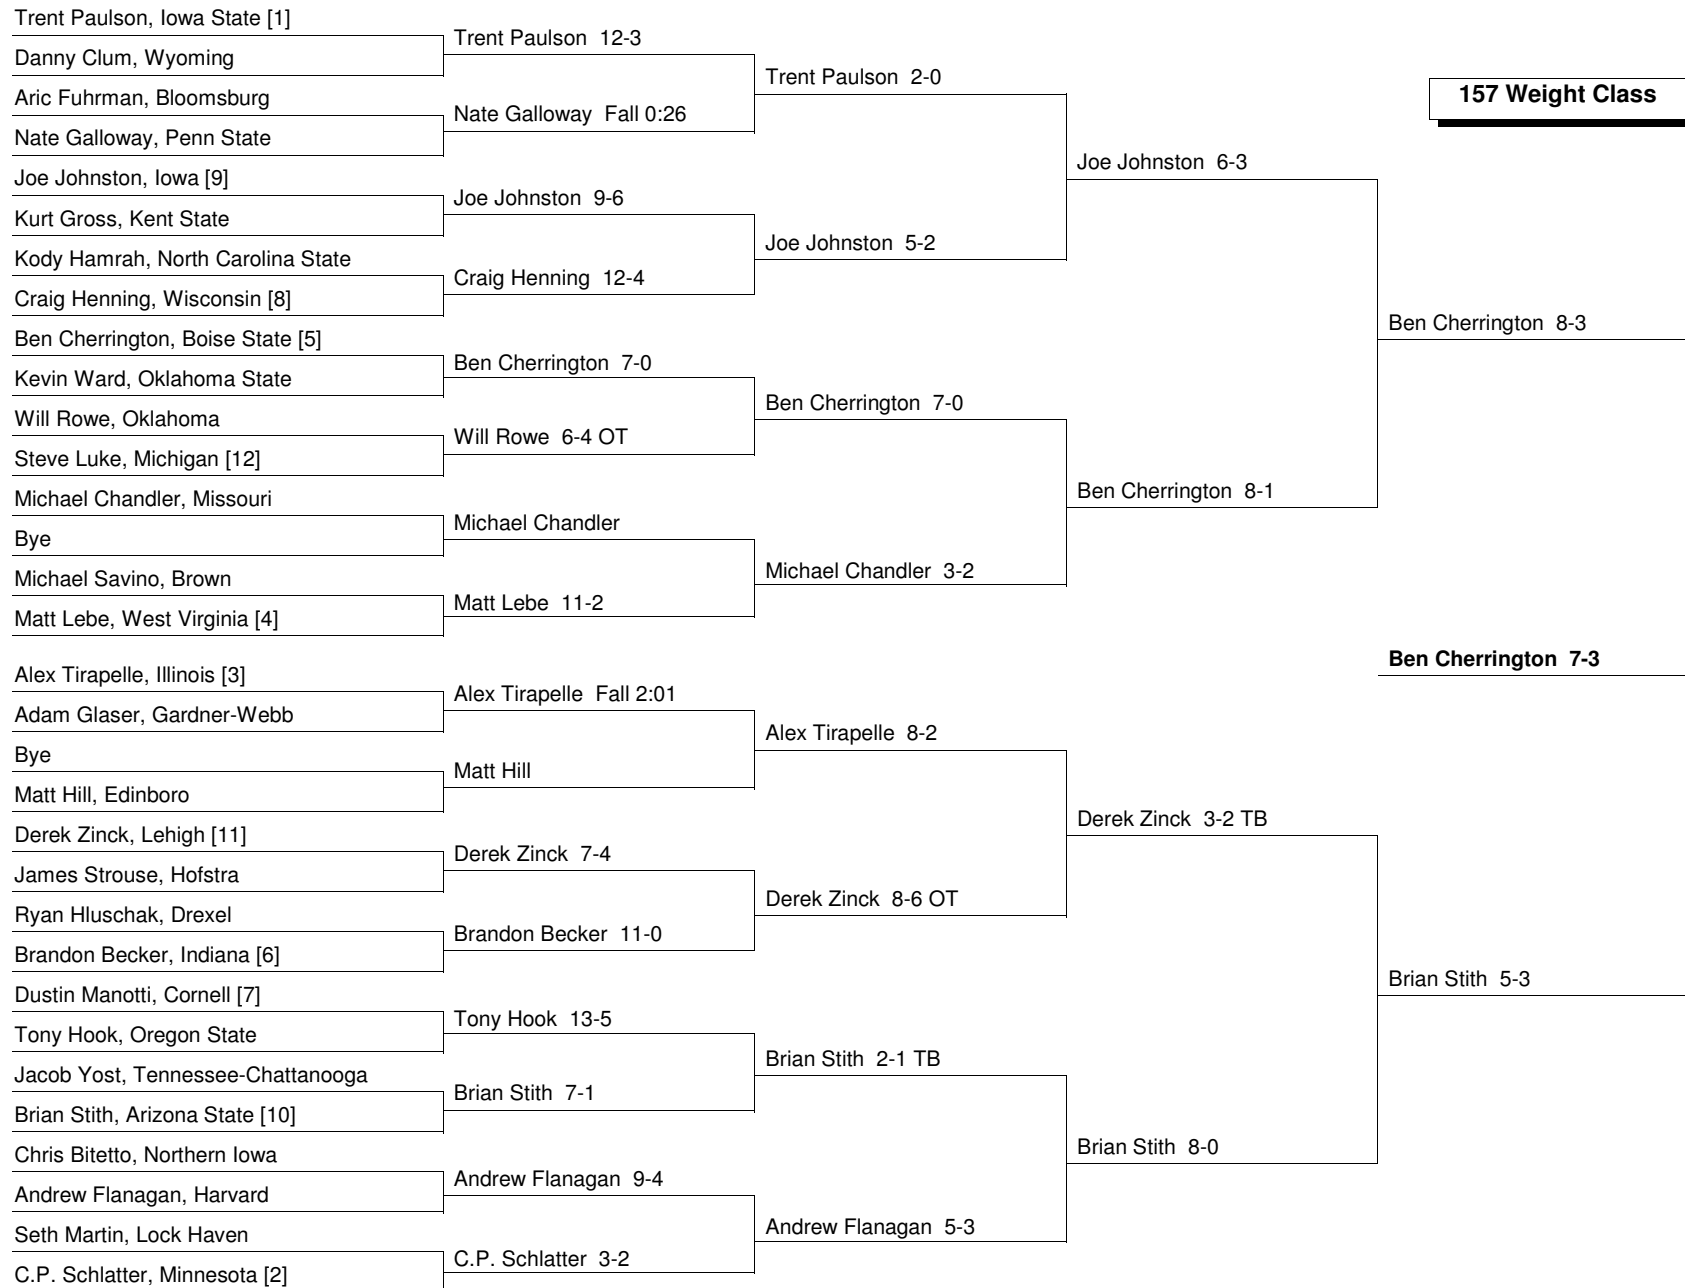 157 Weight Class
Trent Paulson, Iowa State [1]
Danny Clum, Wyoming
Aric Fuhrman, Bloomsburg
Nate Galloway, Penn State
Joe Johnston, Iowa [9]
Kurt Gross, Kent State
Kody Hamrah, North Carolina State
Craig Henning, Wisconsin [8]
Ben Cherrington, Boise State [5]
Kevin Ward, Oklahoma State
Will Rowe, Oklahoma
Steve Luke, Michigan [12]
Michael Chandler, Missouri
Bye
Michael Savino, Brown
Matt Lebe, West Virginia [4]
Alex Tirapelle, Illinois [3]
Adam Glaser, Gardner-Webb
Bye
Matt Hill, Edinboro
Derek Zinck, Lehigh [11]
James Strouse, Hofstra
Ryan Hluschak, Drexel
Brandon Becker, Indiana [6]
Dustin Manotti, Cornell [7]
Tony Hook, Oregon State
Jacob Yost, Tennessee-Chattanooga
Brian Stith, Arizona State [10]
Chris Bitetto, Northern Iowa
Andrew Flanagan, Harvard
Seth Martin, Lock Haven
C.P. Schlatter, Minnesota [2]
Trent Paulson 12-3
Nate Galloway Fall 0:26
Joe Johnston 9-6
Craig Henning 12-4
Ben Cherrington 7-0
Will Rowe 6-4 OT
Michael Chandler
Matt Lebe 11-2
Alex Tirapelle Fall 2:01
Matt Hill
Derek Zinck 7-4
Brandon Becker 11-0
Tony Hook 13-5
Brian Stith 7-1
Andrew Flanagan 9-4
C.P. Schlatter 3-2
Trent Paulson 2-0
Joe Johnston 5-2
Ben Cherrington 7-0
Michael Chandler 3-2
Alex Tirapelle 8-2
Derek Zinck 8-6 OT
Brian Stith 2-1 TB
Andrew Flanagan 5-3
Joe Johnston 6-3
Ben Cherrington 8-1
Derek Zinck 3-2 TB
Brian Stith 8-0
Ben Cherrington 8-3
Brian Stith 5-3
Ben Cherrington 7-3